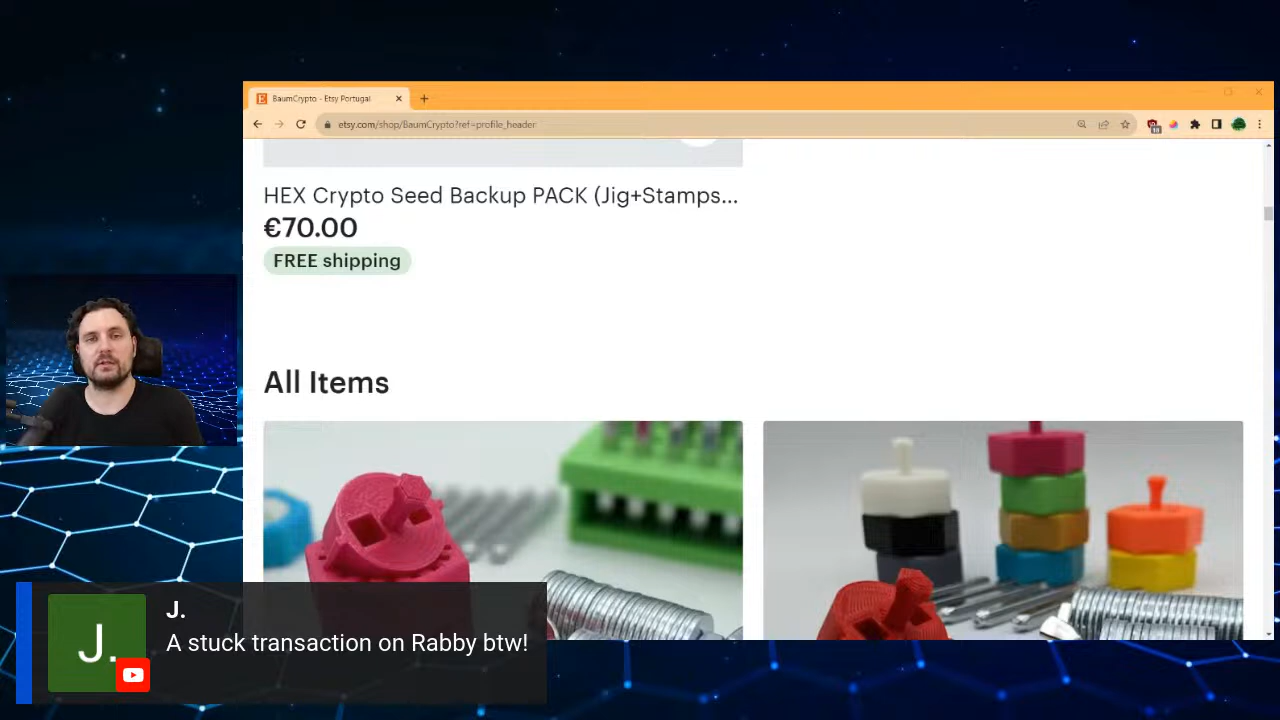 BaumCrypto - Etsy Portugal
etsy.com/shop/BaumCrypto?ref=profile_header
HEX Crypto Seed Backup PACK (Jig+Stamps...
€70.00
FREE shipping
All Items
J.
J.
A stuck transaction on Rabby btw!